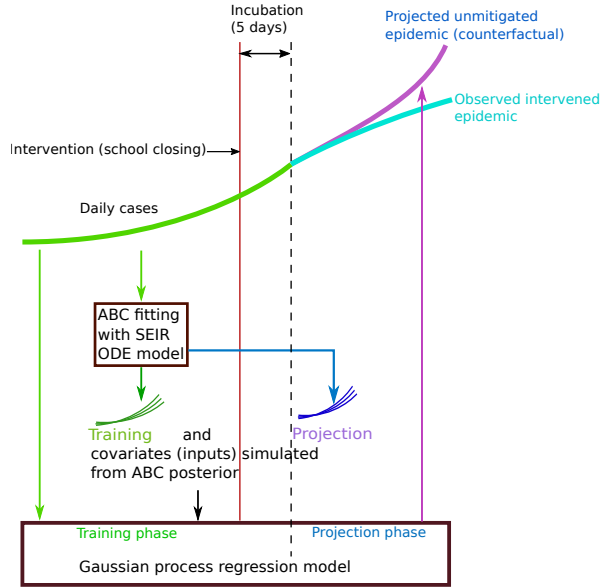 Incubation
(5 days)
Projected unmitigated
epidemic (counterfactual)
Observed intervened
epidemic
Intervention (school closing)
Daily cases
ABC fitting
with SEIR
ODE model
Training and Projection
covariates (inputs) simulated
from ABC posterior
Training phase
Projection phase
Gaussian process regression model